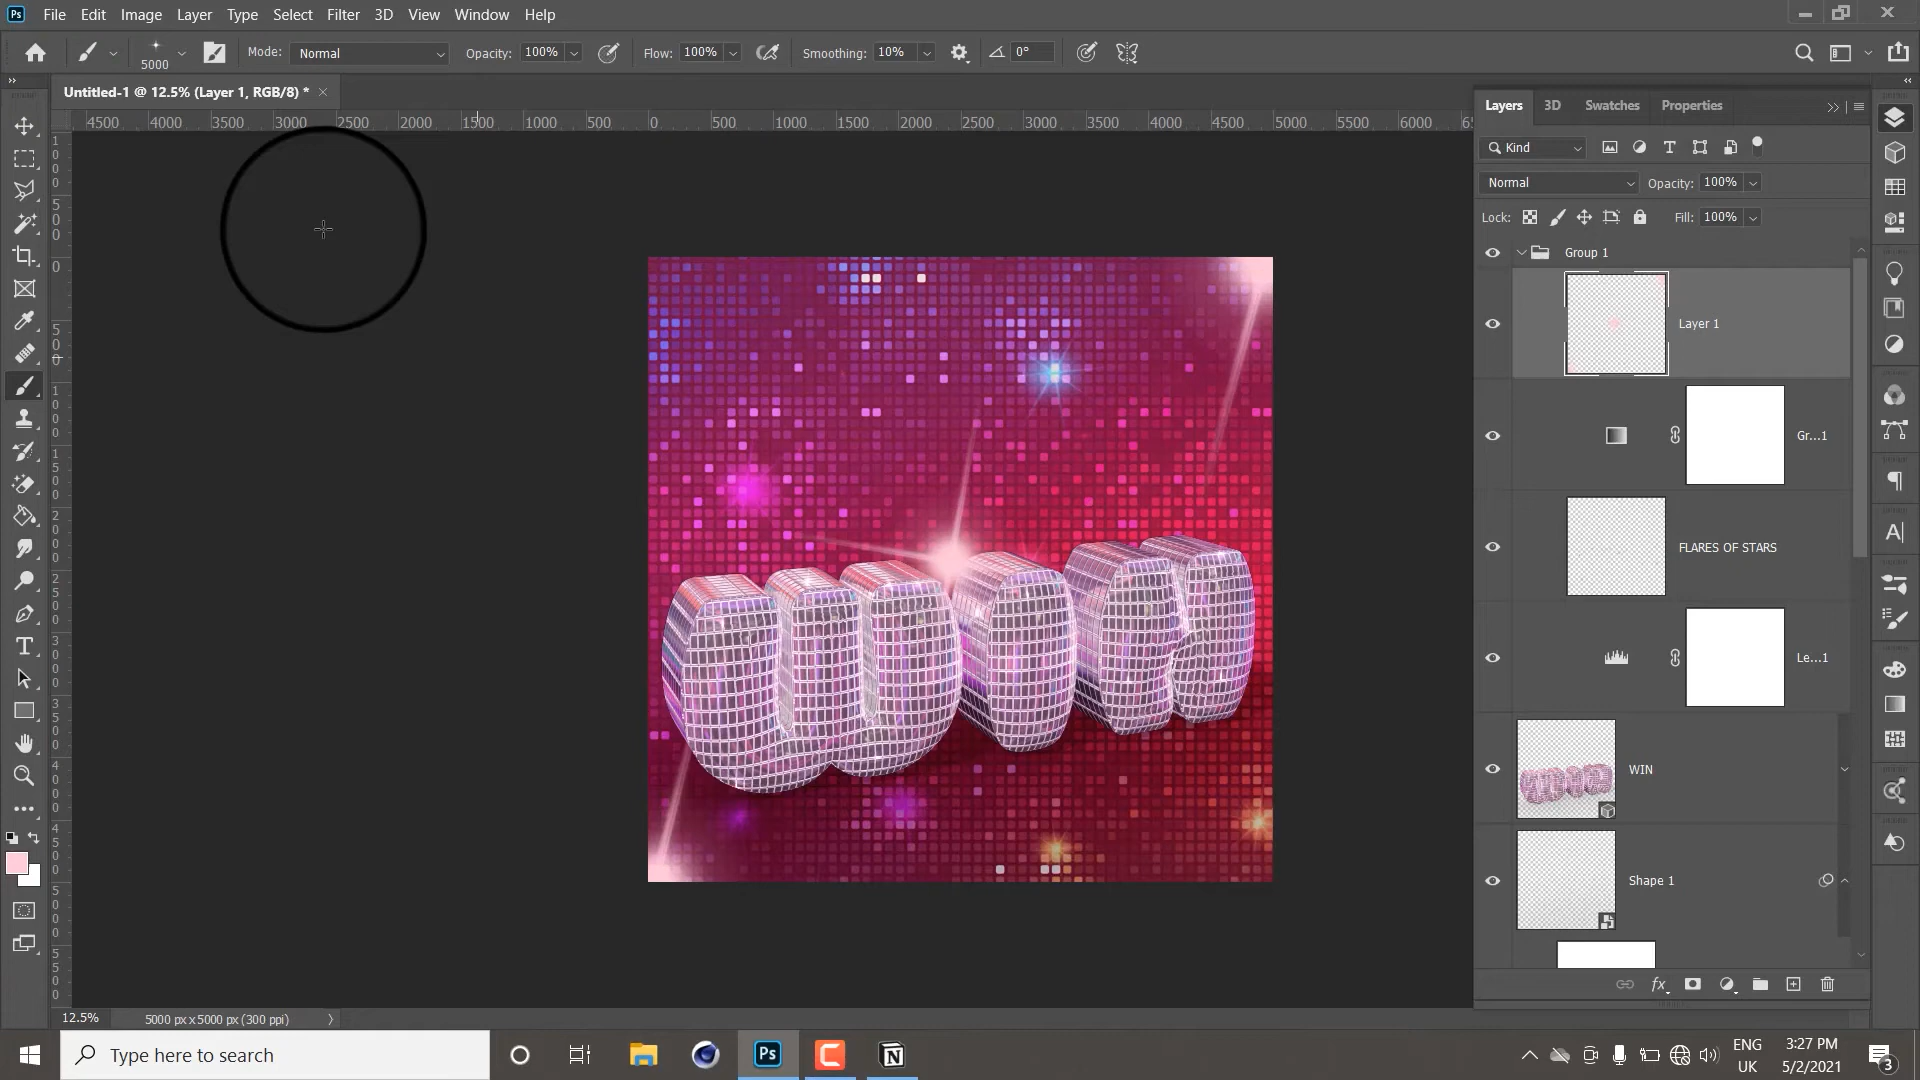 Ps File Edit Image Layer Type Select Filter 3D View Window Help
5000 Mode: Normal Opacity: 100% Flow: 100% Smoothing: 10% 0°
Untitled-1 @ 12.5% (Layer 1, RGB/8) * ×
4500 4000 3500 3000 2500 2000 1500 1000 500 0 500 1000 1500 2000 2500 3000 3500 4000 4500 5000 5500 6000
Layers 3D Swatches Properties
Kind
Normal Opacity: 100%
Lock: Fill: 100%
Group 1
Layer 1
Gr...1
FLARES OF STARS
Le...1
WIN
Shape 1
fx
12.5% 5000 px x 5000 px (300 ppi)
Type here to search
Ps
ENG
UK
3:27 PM
5/2/2021
3